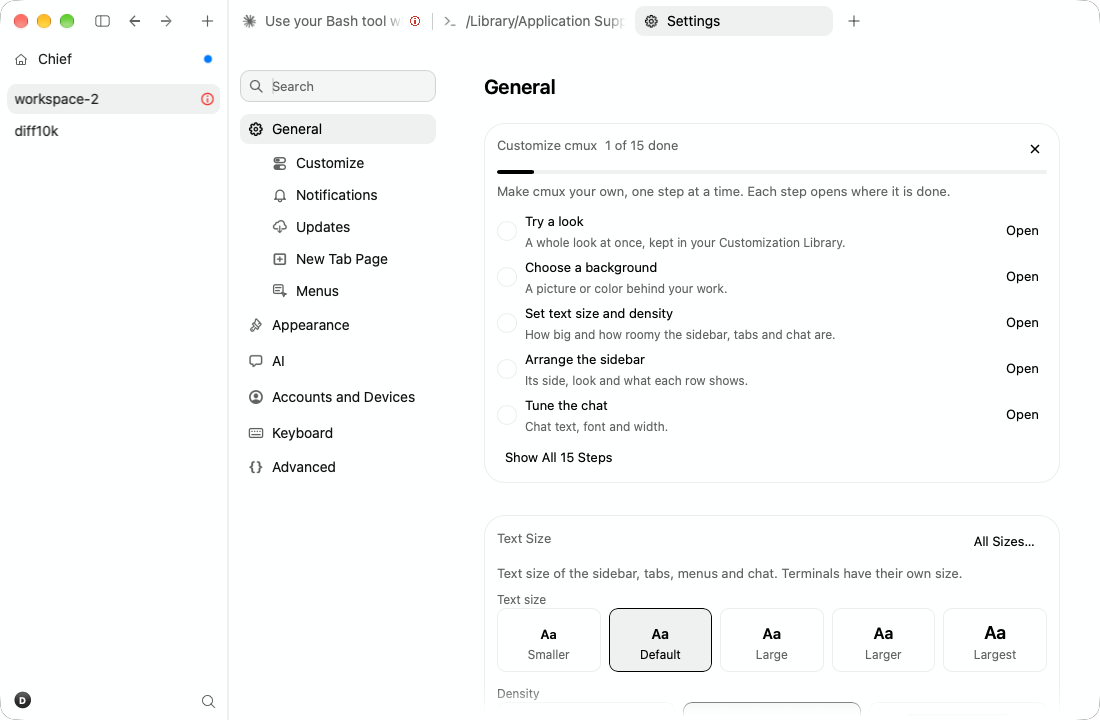 Use your Bash tool w
/Library/Application Supp
Settings
Chief
workspace-2
diff10k
D
Search
General
Customize
Notifications
Updates
New Tab Page
Menus
Appearance
AI
Accounts and Devices
Keyboard
Advanced
General
Customize cmux 1 of 15 done
Make cmux your own, one step at a time. Each step opens where it is done.
Try a look
A whole look at once, kept in your Customization Library.
Open
Choose a background
A picture or color behind your work.
Open
Set text size and density
How big and how roomy the sidebar, tabs and chat are.
Open
Arrange the sidebar
Its side, look and what each row shows.
Open
Tune the chat
Chat text, font and width.
Open
Show All 15 Steps
Text Size
All Sizes...
Text size of the sidebar, tabs, menus and chat. Terminals have their own size.
Text size
Aa
Smaller
Aa
Default
Aa
Large
Aa
Larger
Aa
Largest
Density